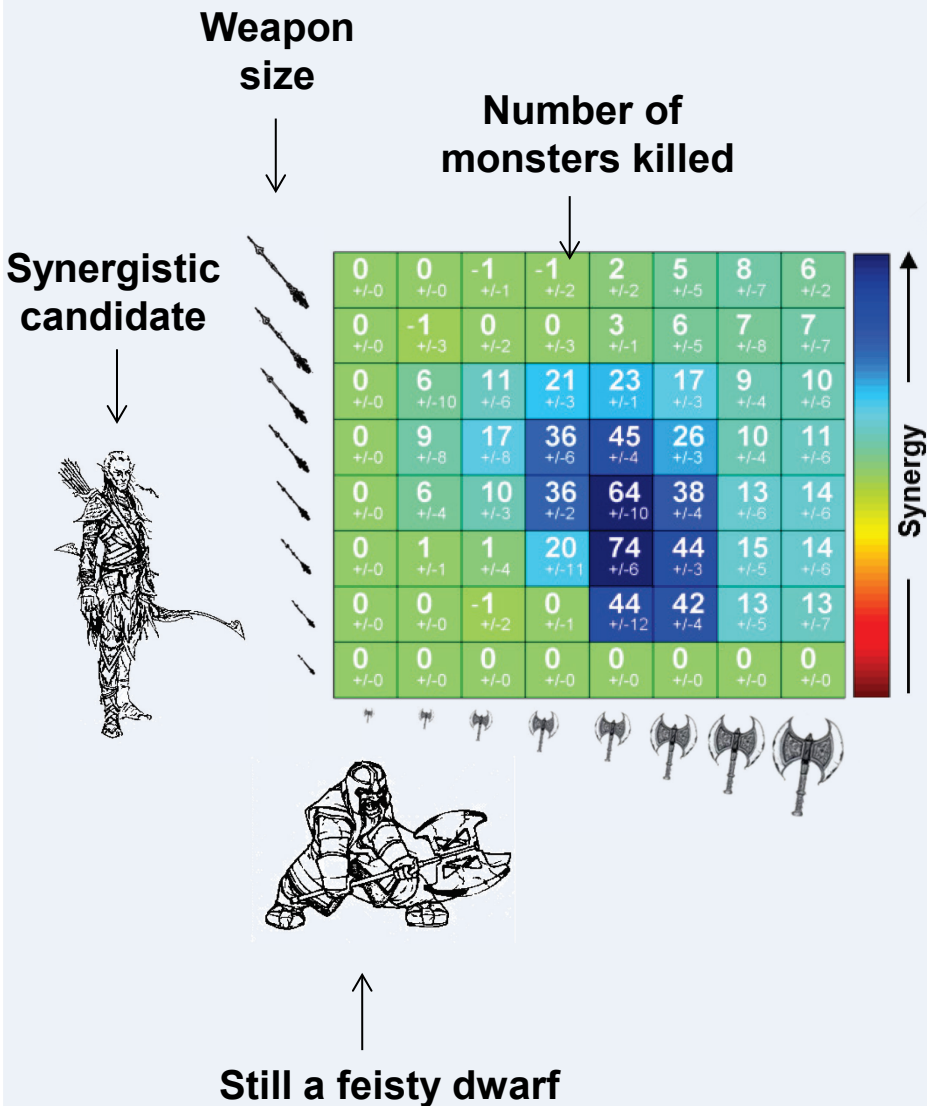 Weapon
size
Number of
monsters killed
Synergistic
candidate
0 0 -1 -1 2 5 8 6
+/-0 +/-0 +/-1 +/-2 +/-2 +/-5 +/-7 +/-2
0 -1 0 0 3 6 7 7
+/-0 +/-3 +/-2 +/-3 +/-1 +/-5 +/-8 +/-7
0 6 11 21 23 17 9 10
+/-0 +/-10 +/-6 +/-3 +/-1 +/-3 +/-4 +/-6
0 9 17 36 45 26 10 11
+/-0 +/-8 +/-8 +/-6 +/-4 +/-3 +/-4 +/-6
0 6 10 36 64 38 13 14
+/-0 +/-4 +/-3 +/-2 +/-10 +/-4 +/-6 +/-6
0 1 1 20 74 44 15 14
+/-0 +/-1 +/-4 +/-11 +/-6 +/-3 +/-5 +/-6
0 0 -1 0 44 42 13 13
+/-0 +/-0 +/-2 +/-1 +/-12 +/-4 +/-5 +/-7
0 0 0 0 0 0 0 0
+/-0 +/-0 +/-0 +/-0 +/-0 +/-0 +/-0 +/-0
Synergy
Still a feisty dwarf